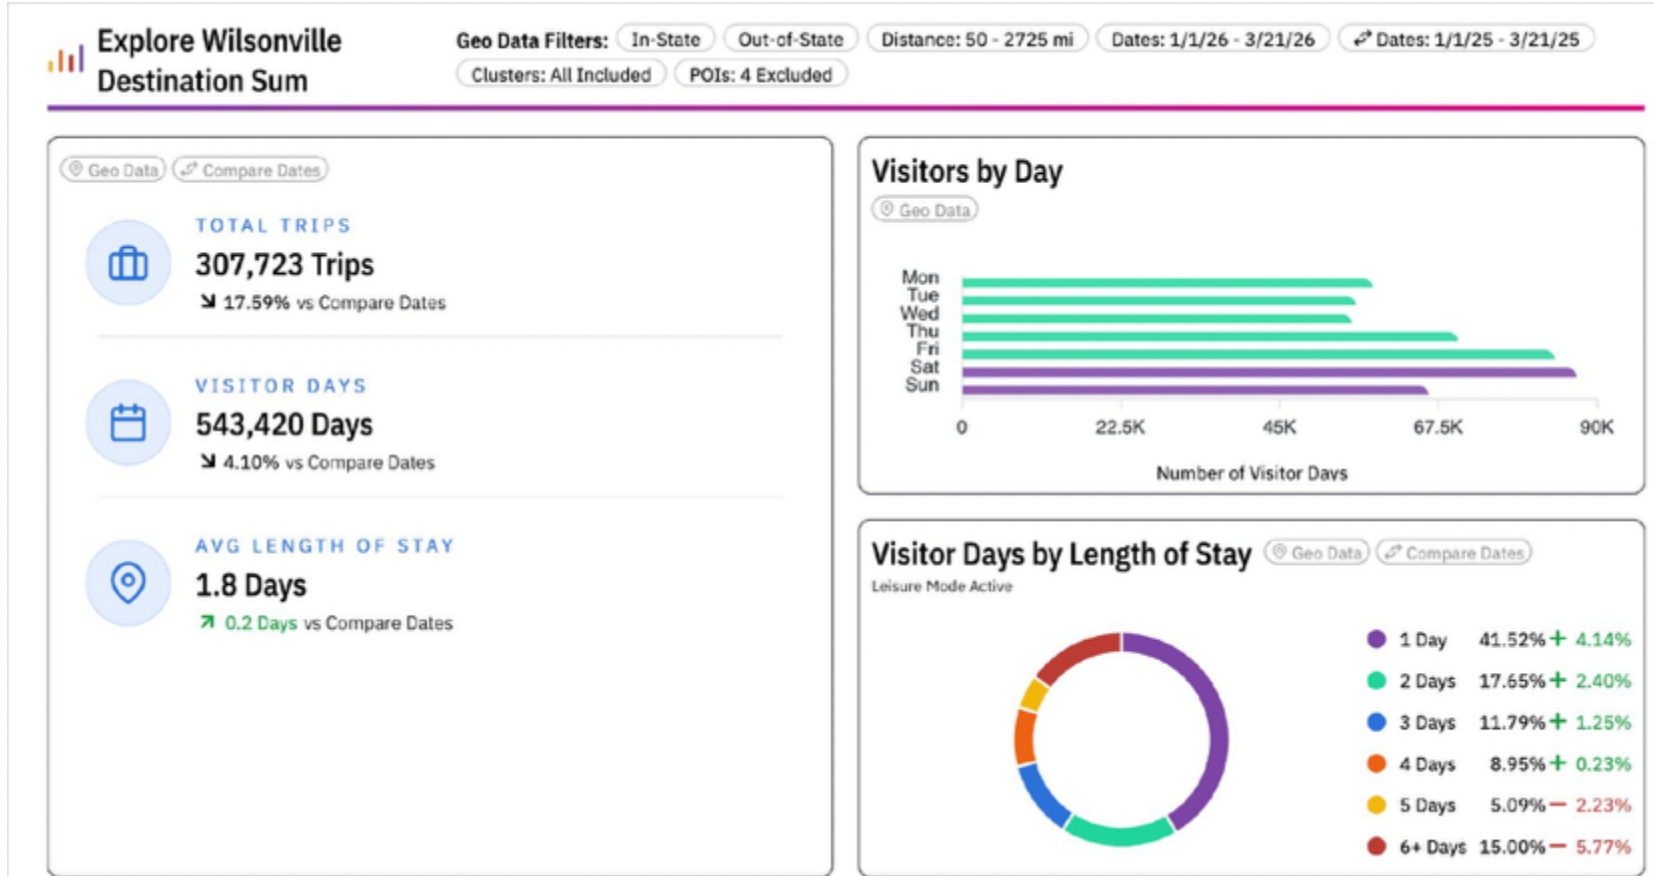 Explore Wilsonville
Destination Sum
Geo Data Filters: In-State Out-of-State Distance: 50 - 2725 mi Dates: 1/1/26 - 3/21/26 Dates: 1/1/25 - 3/21/25
Clusters: All Included POIs: 4 Excluded
Geo Data Compare Dates
TOTAL TRIPS
307,723 Trips
17.59% vs Compare Dates
VISITOR DAYS
543,420 Days
4.10% vs Compare Dates
AVG LENGTH OF STAY
1.8 Days
0.2 Days vs Compare Dates
Visitors by Day
Geo Data
Mon
Tue
Wed
Thu
Fri
Sat
Sun
0 22.5K 45K 67.5K 90K
Number of Visitor Days
Visitor Days by Length of Stay Geo Data Compare Dates
Leisure Mode Active
1 Day 41.52% + 4.14%
2 Days 17.65% + 2.40%
3 Days 11.79% + 1.25%
4 Days 8.95% + 0.23%
5 Days 5.09% − 2.23%
6+ Days 15.00% − 5.77%